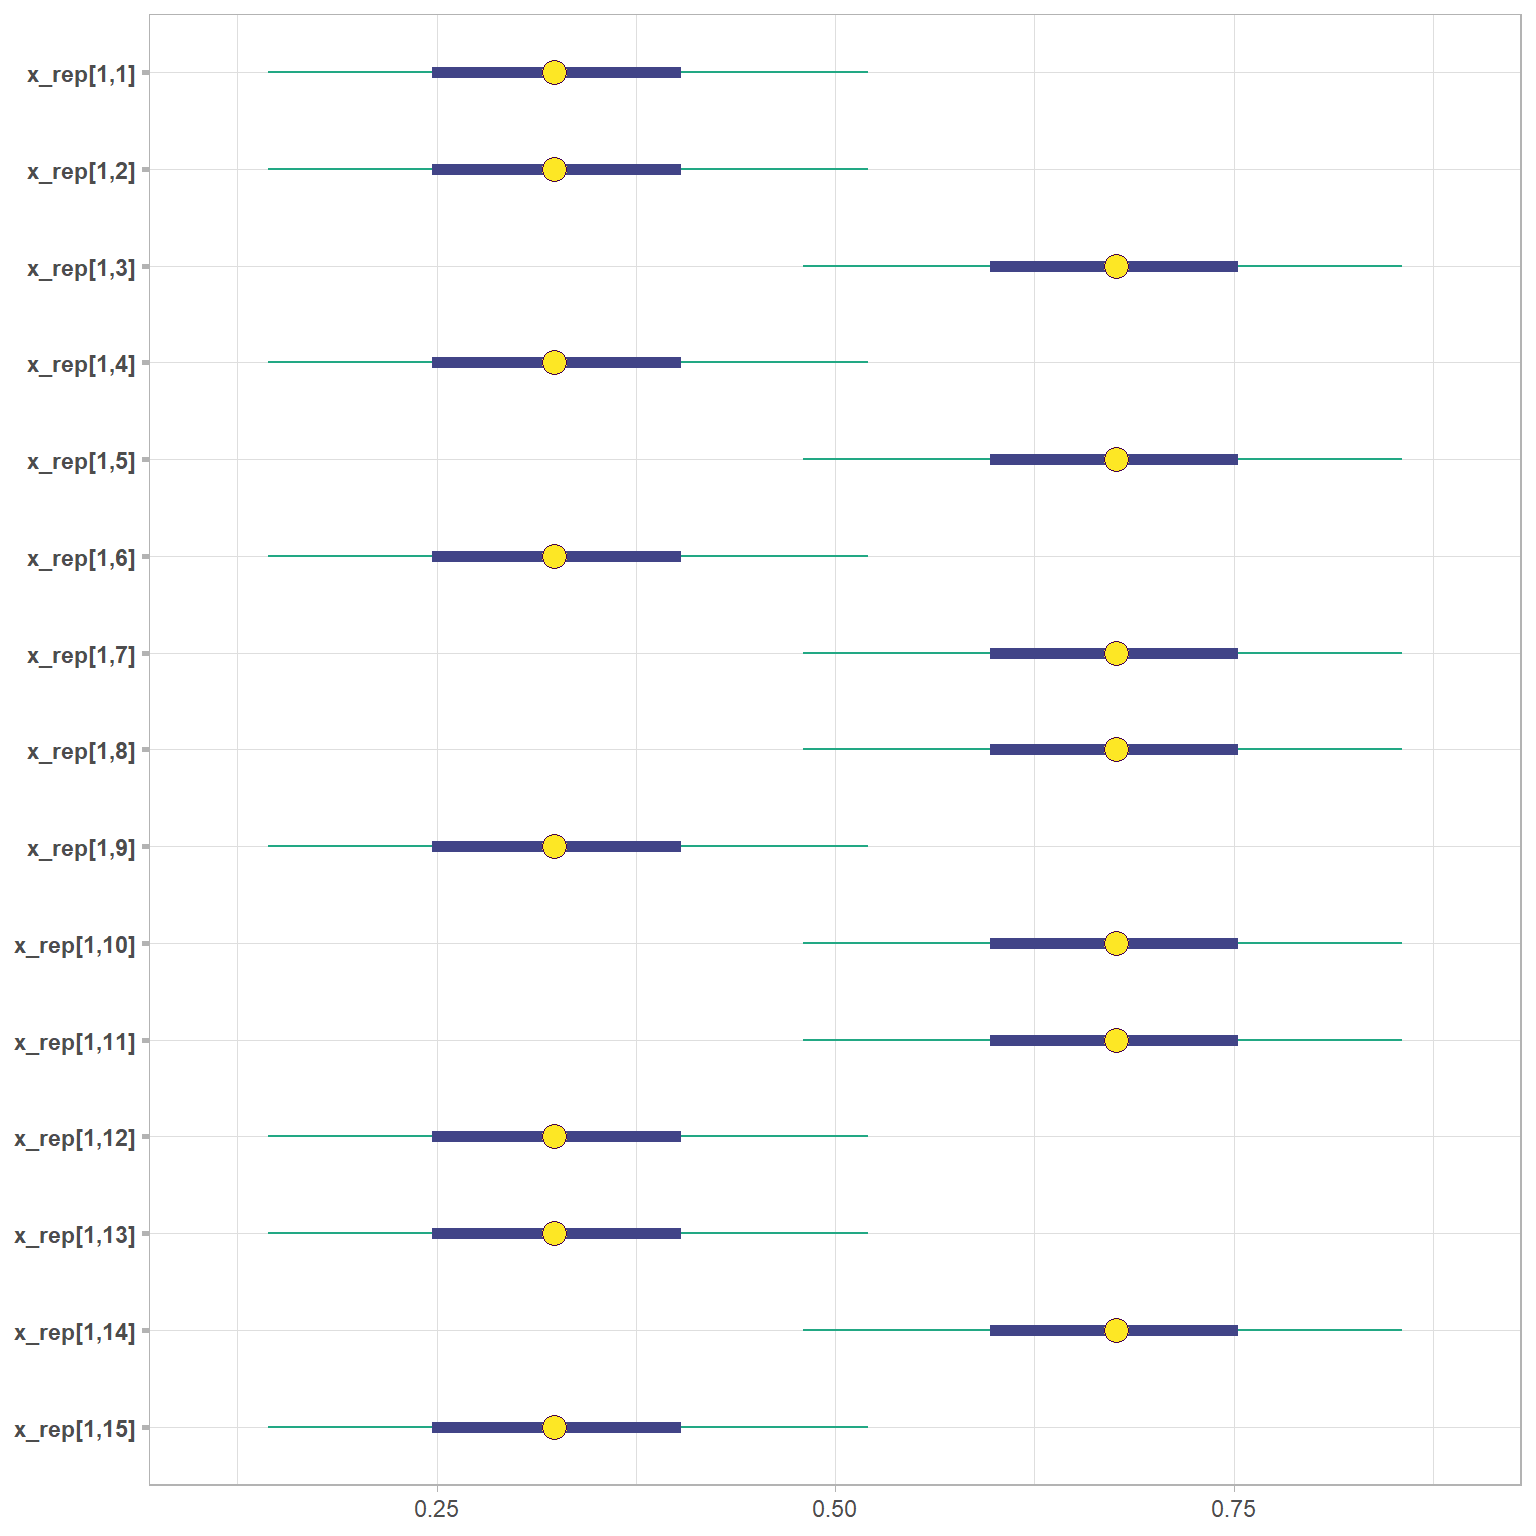 x_rep[1,1]
x_rep[1,2]
x_rep[1,3]
x_rep[1,4]
x_rep[1,5]
x_rep[1,6]
x_rep[1,7]
x_rep[1,8]
x_rep[1,9]
x_rep[1,10]
x_rep[1,11]
x_rep[1,12]
x_rep[1,13]
x_rep[1,14]
x_rep[1,15]
0.25 0.50 0.75